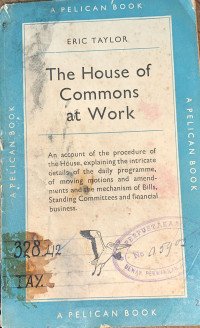 A PELICAN BOOK
ERIC TAYLOR
The House of
Commons
at Work
An account of the procedure of
the House, explaining the intricate
details of the daily programme,
of moving motions and amend-
ments and the mechanism of Bills,
Standing Committees and financial
business.
328.42
TAY.
No
A PELICAN BOOK
A PELICAN BOOK
A PELICAN BOOK